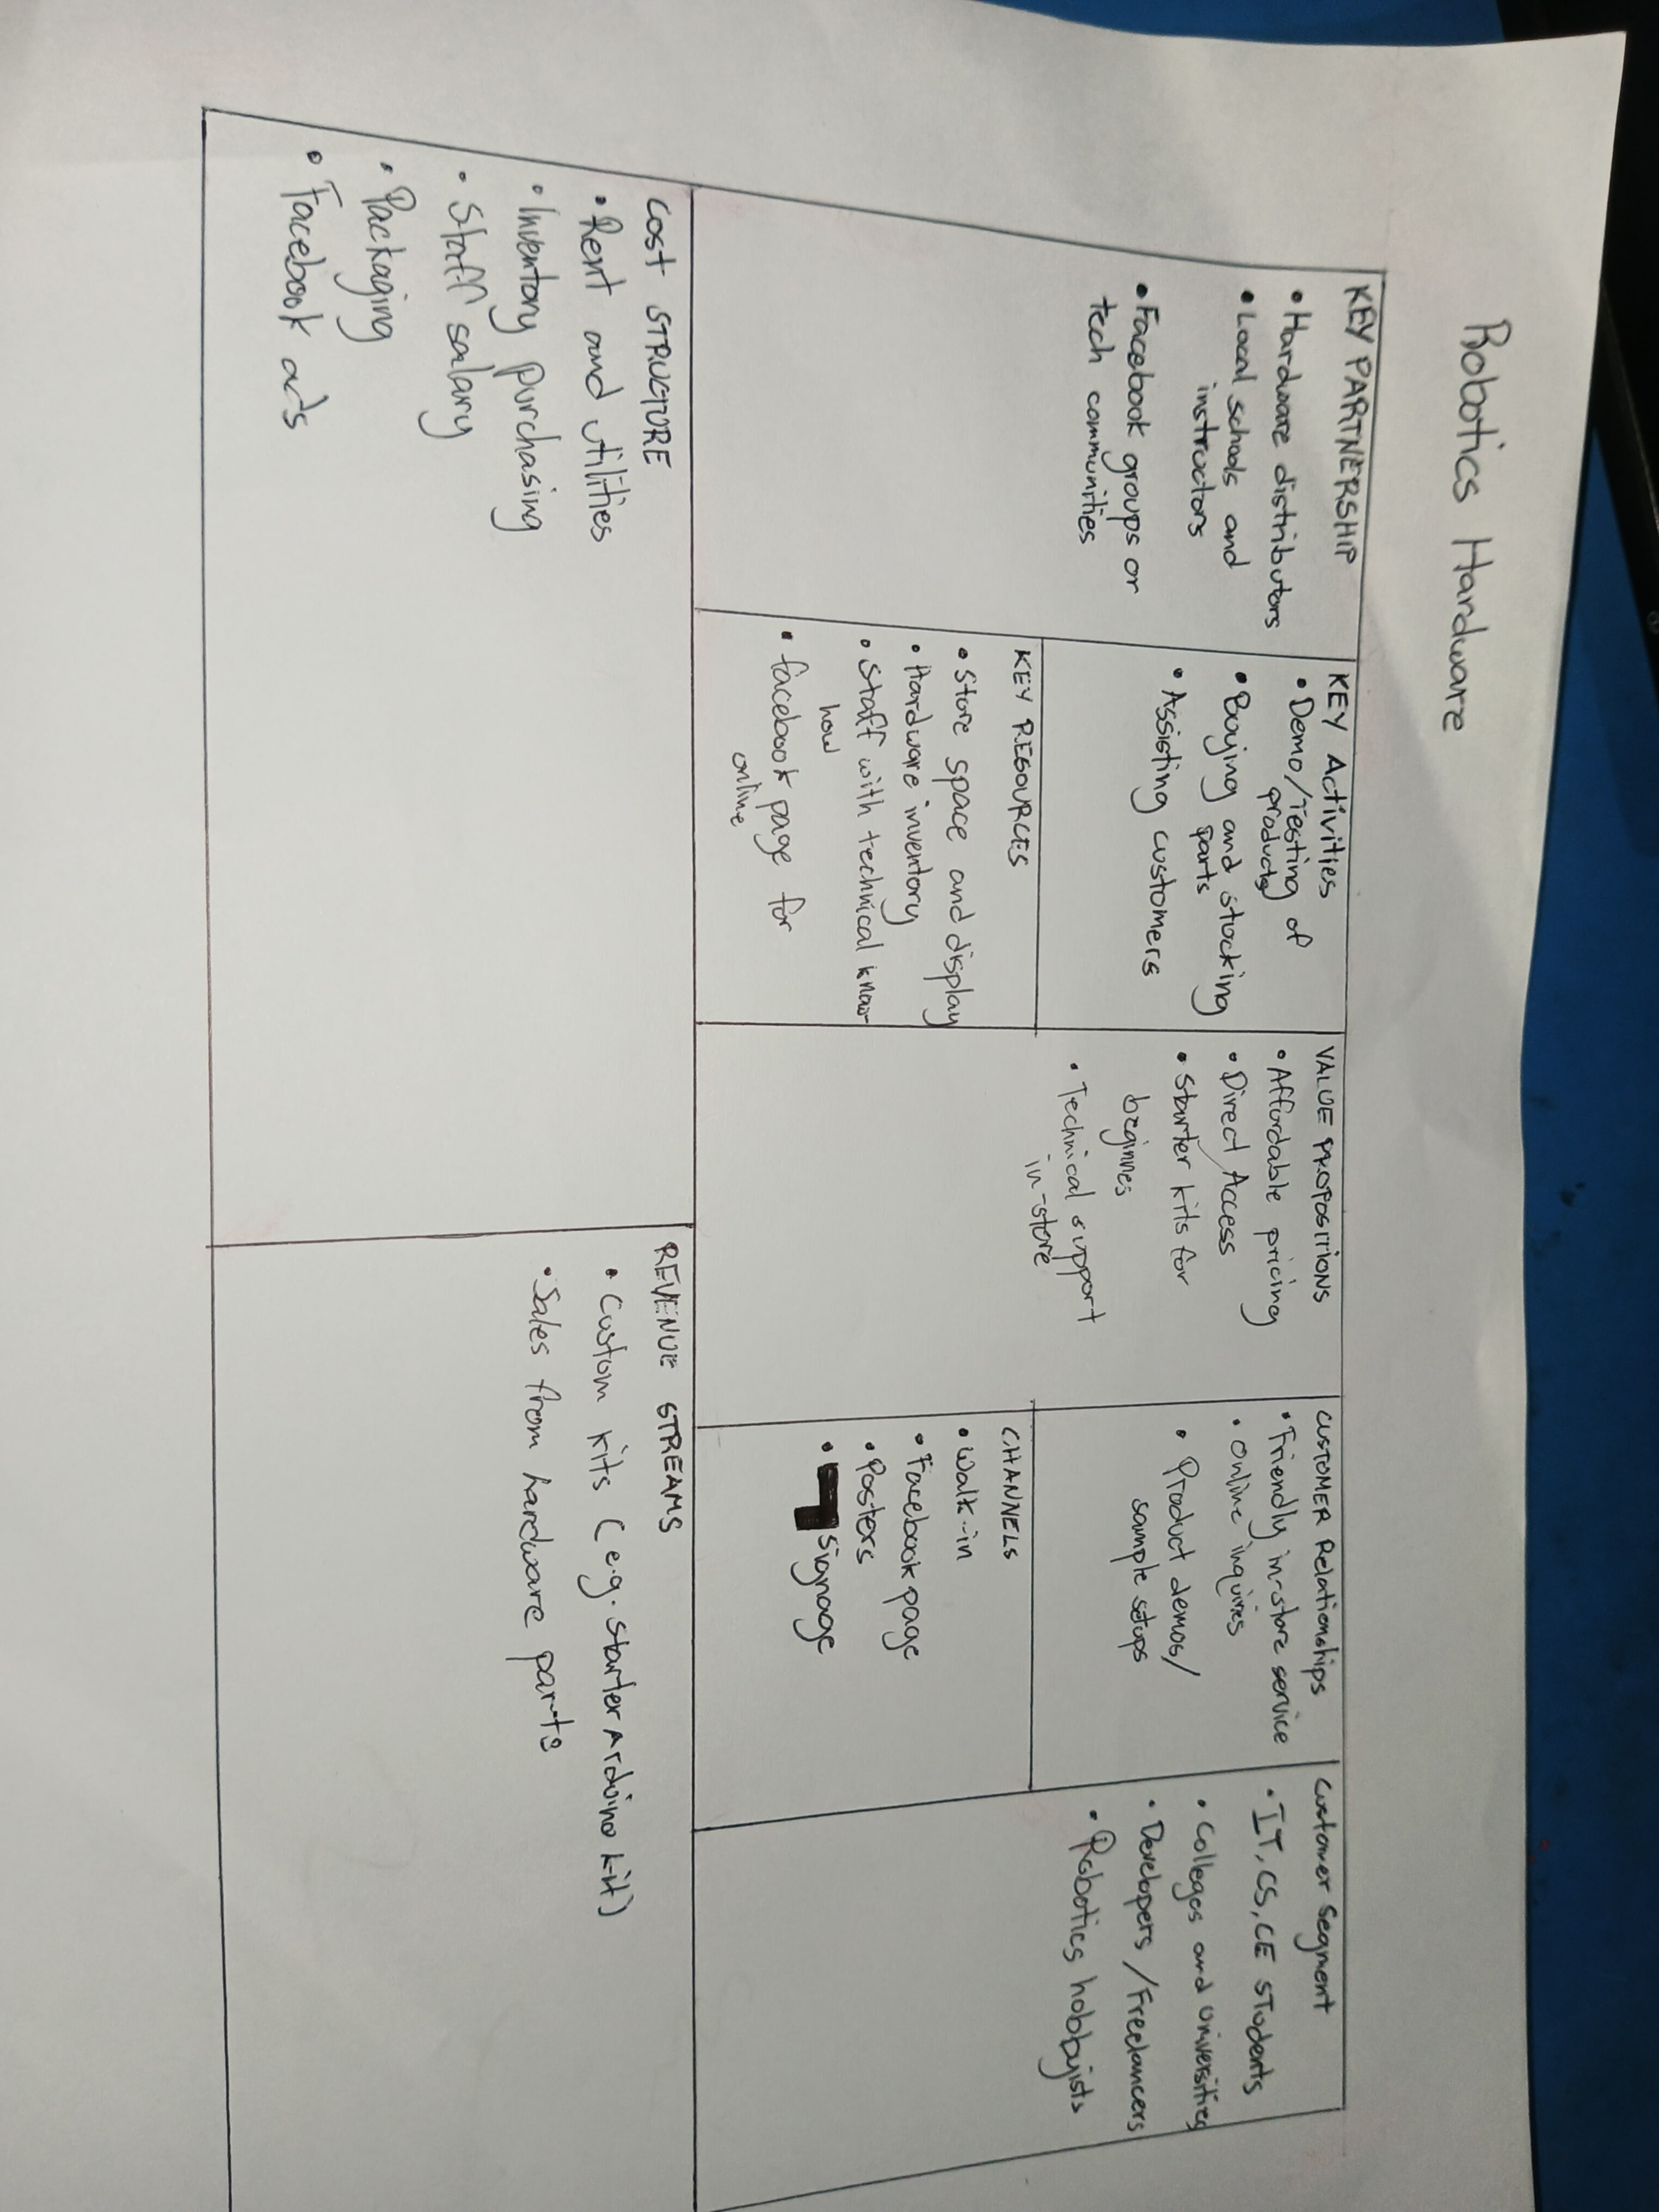 Robotics Hardware
KEY PARTNERSHIP
• Hardware distributors
• Local schools and
instructors
• Facebook groups or
tech communities
KEY Activities
• Demo/Testing of
products
• Buying and stocking
parts
• Assisting customers
KEY RESOURCES
• Store space and display
• Hardware inventory
• Staff with technical know-
how
• facebook page for
online
VALUE PROPOSITIONS
• Affordable pricing
• Direct Access
• Starter kits for
beginnes
• Technical support
in-store
CUSTOMER Relationships
• Friendly in-store service
• online inquiries
• Product demos/
sample setups
CHANNELS
• Walk-in
• Facebook page
• Posters
• signage
Customer Segment
• IT, CS, CE STudents
• Colleges and universities
• Developers / Freelancers
• Robotics hobbyists
COST STRUCTURE
• Rent and utilities
• Inventory purchasing
• Staff salary
• Packaging
• Facebook ads
REVENUE STREAMS
• Custom kits (e.g. Starter Arduino kit)
• Sales from hardware parts